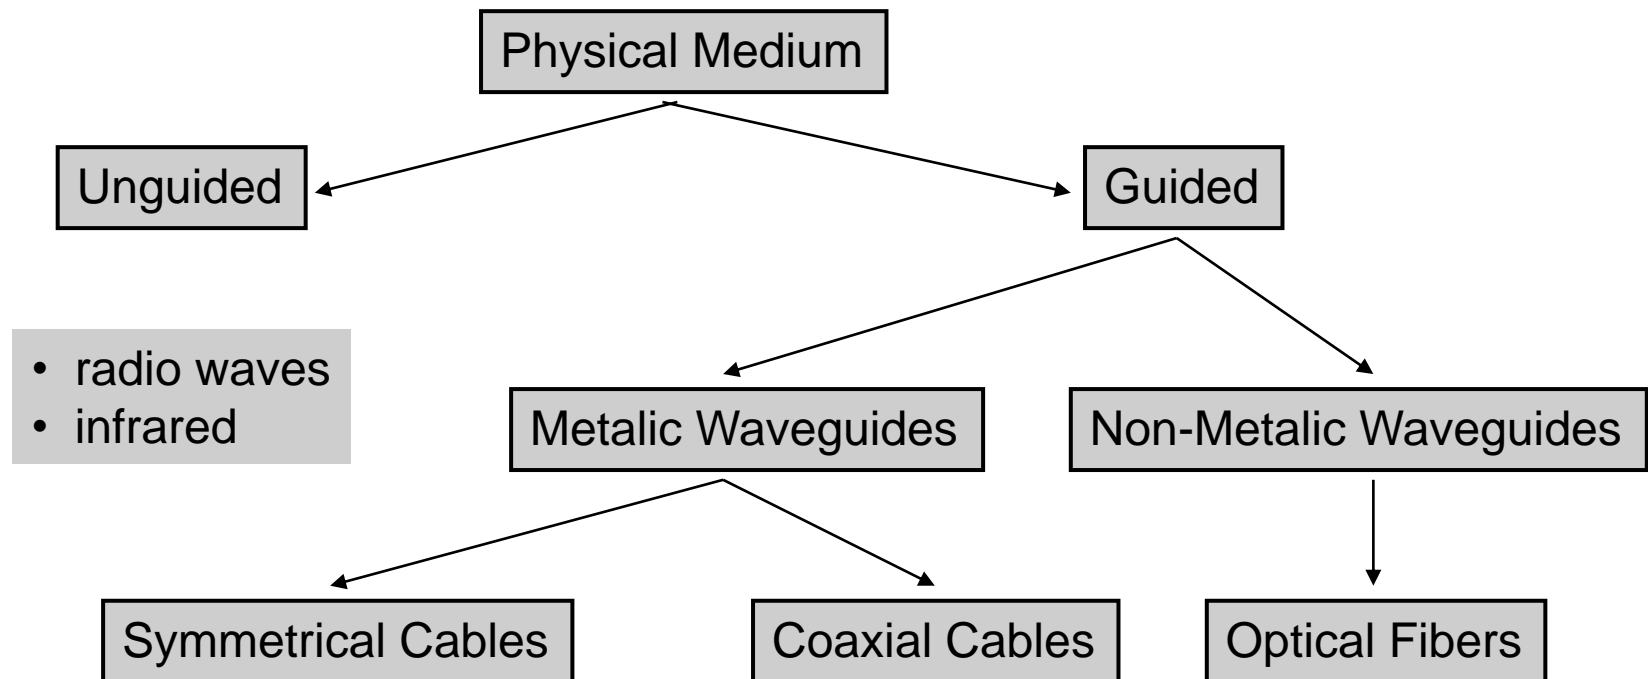 Physical Medium
Unguided
Guided
• radio waves
• infrared
Metalic Waveguides
Non-Metalic Waveguides
Symmetrical Cables
Coaxial Cables
Optical Fibers